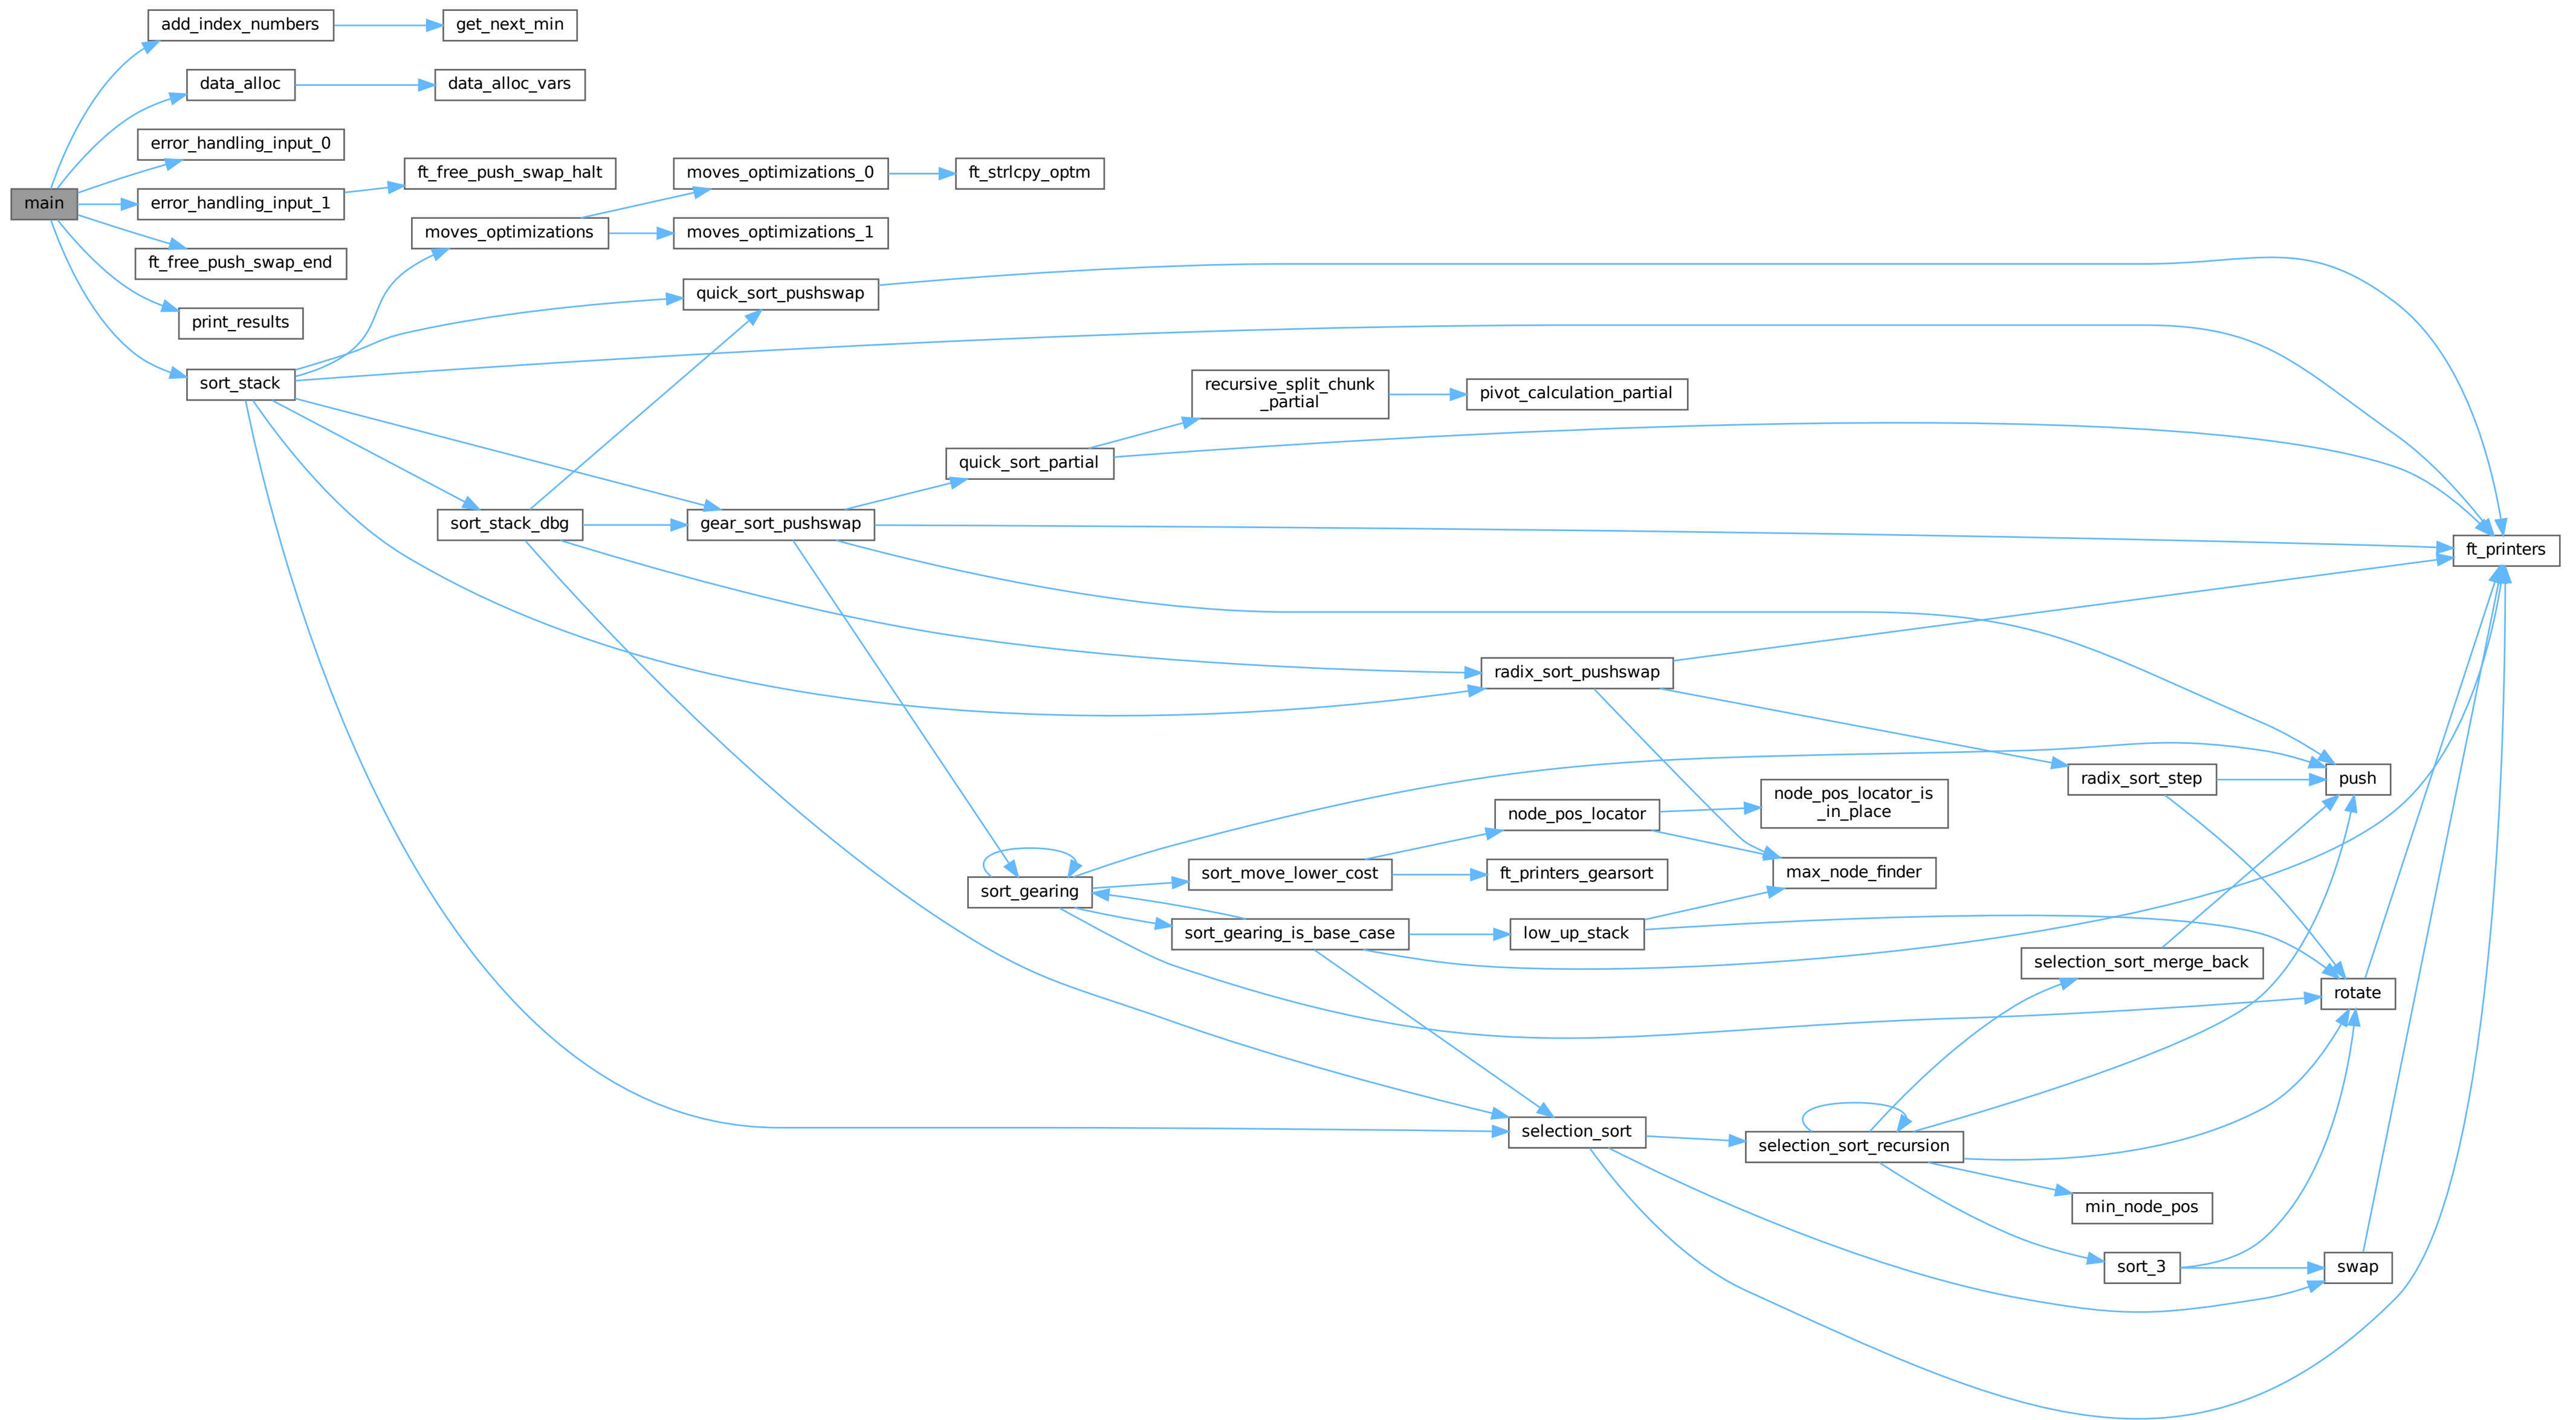 add_index_numbers
get_next_min
data_alloc
data_alloc_vars
error_handling_input_0
main
error_handling_input_1
ft_free_push_swap_halt
moves_optimizations_0
ft_strlcpy_optm
moves_optimizations
moves_optimizations_1
ft_free_push_swap_end
quick_sort_pushswap
print_results
sort_stack
recursive_split_chunk
_partial
pivot_calculation_partial
quick_sort_partial
sort_stack_dbg
gear_sort_pushswap
ft_printers
radix_sort_pushswap
radix_sort_step
push
node_pos_locator
node_pos_locator_is
_in_place
sort_gearing
sort_move_lower_cost
ft_printers_gearsort
max_node_finder
sort_gearing_is_base_case
low_up_stack
selection_sort_merge_back
rotate
selection_sort
selection_sort_recursion
min_node_pos
sort_3
swap